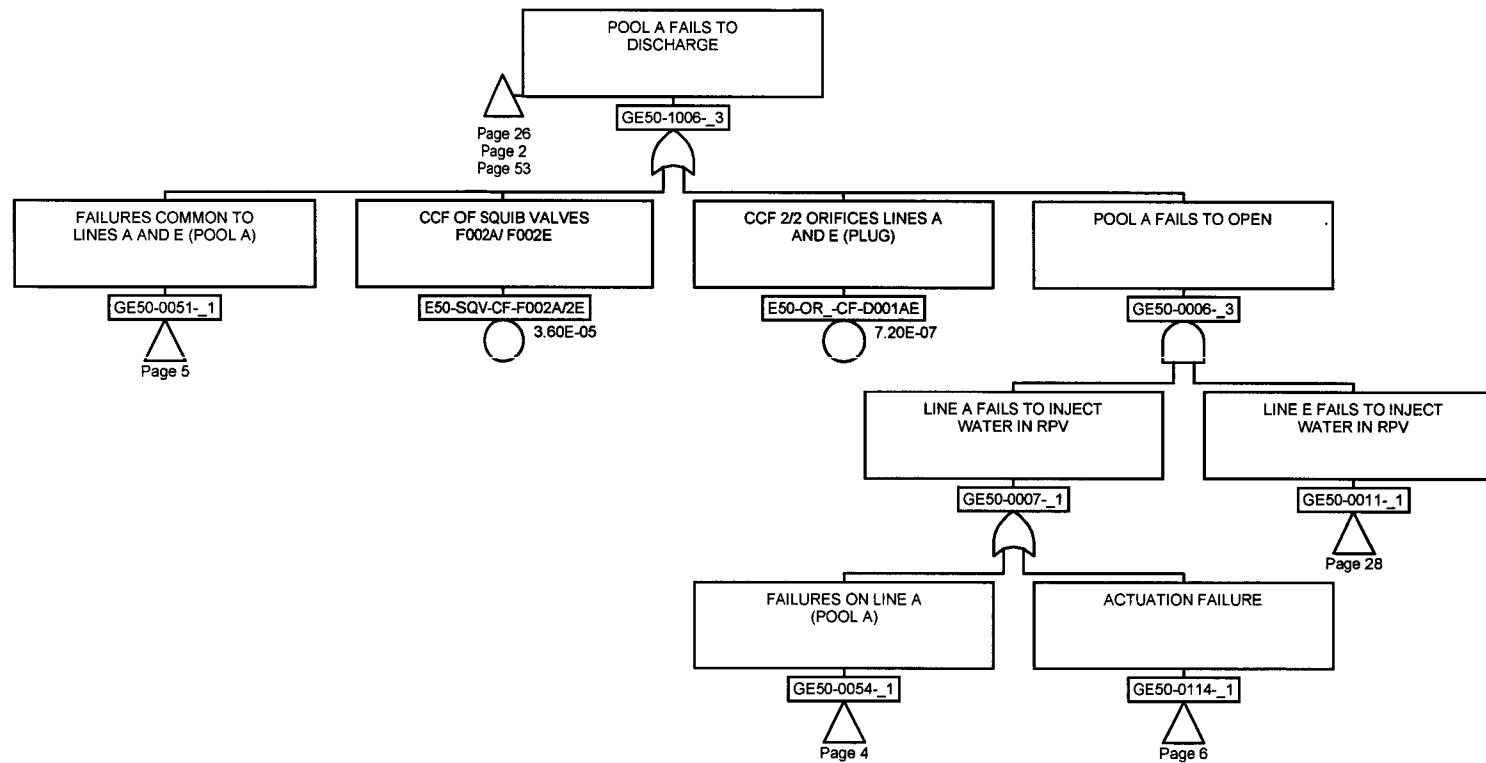 POOL A FAILS TO
DISCHARGE
Page 26
Page 2
Page 53
GE50-1006-_3
FAILURES COMMON TO
LINES A AND E (POOL A)
GE50-0051-_1
Page 5
CCF OF SQUIB VALVES
F002A/ F002E
E50-SQV-CF-F002A/2E
3.60E-05
CCF 2/2 ORIFICES LINES A
AND E (PLUG)
E50-OR_-CF-D001AE
7.20E-07
POOL A FAILS TO OPEN
GE50-0006-_3
LINE A FAILS TO INJECT
WATER IN RPV
GE50-0007-_1
LINE E FAILS TO INJECT
WATER IN RPV
GE50-0011-_1
Page 28
FAILURES ON LINE A
(POOL A)
GE50-0054-_1
Page 4
ACTUATION FAILURE
GE50-0114-_1
Page 6